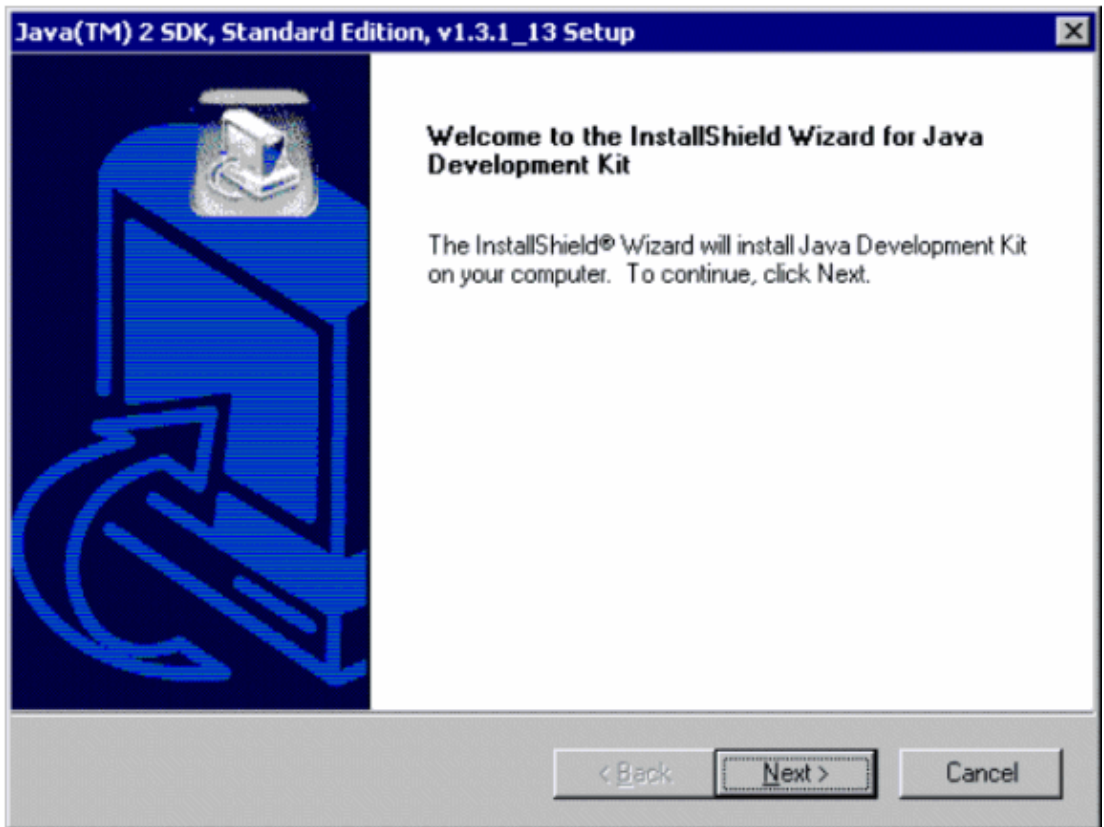 Java(TM) 2 SDK, Standard Edition, v1.3.1_13 Setup
Welcome to the InstallShield Wizard for Java
Development Kit
The InstallShield® Wizard will install Java Development Kit
on your computer.  To continue, click Next.
< Back
Next >
Cancel